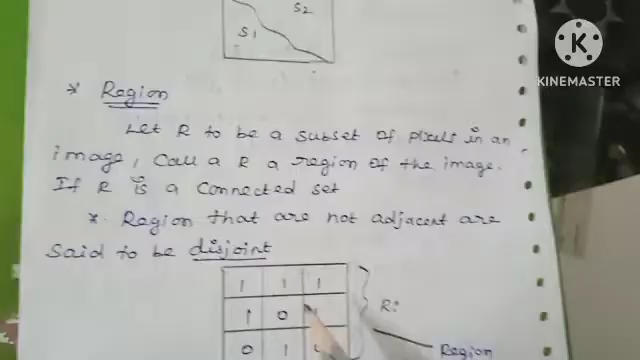 S2
S1
KINEMASTER
* Region
Let R to be a subset of pixels in an
image, Call a R a region of the image.
If R is a Connected set
* Region that are not adjacent are
Said to be disjoint
1 1 1
1 0
0 1
Ri
Region